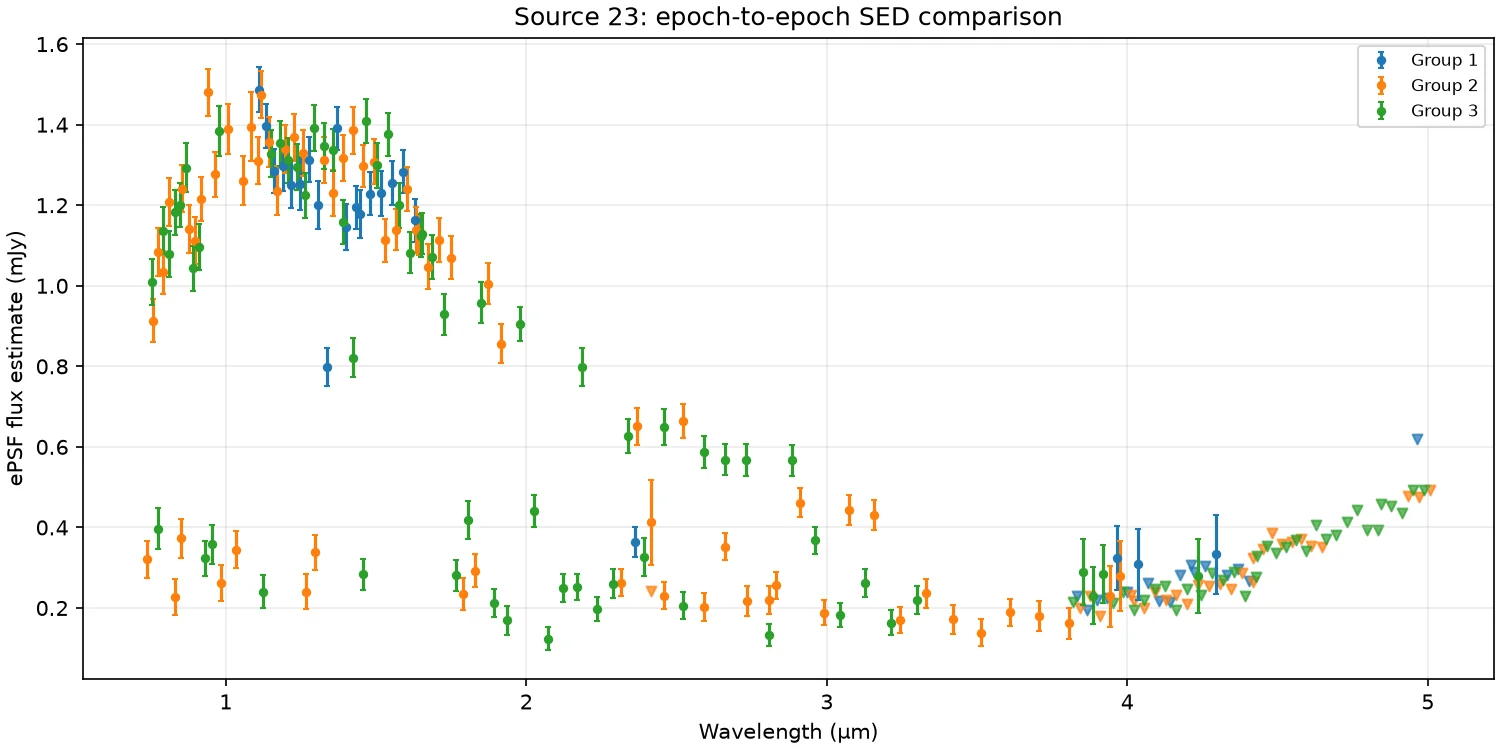 Source 23: epoch-to-epoch SED comparison
Group 1
Group 2
Group 3
ePSF flux estimate (mJy)
1.6
1.4
1.2
1.0
0.8
0.6
0.4
0.2
1 2 3 4 5
Wavelength (µm)